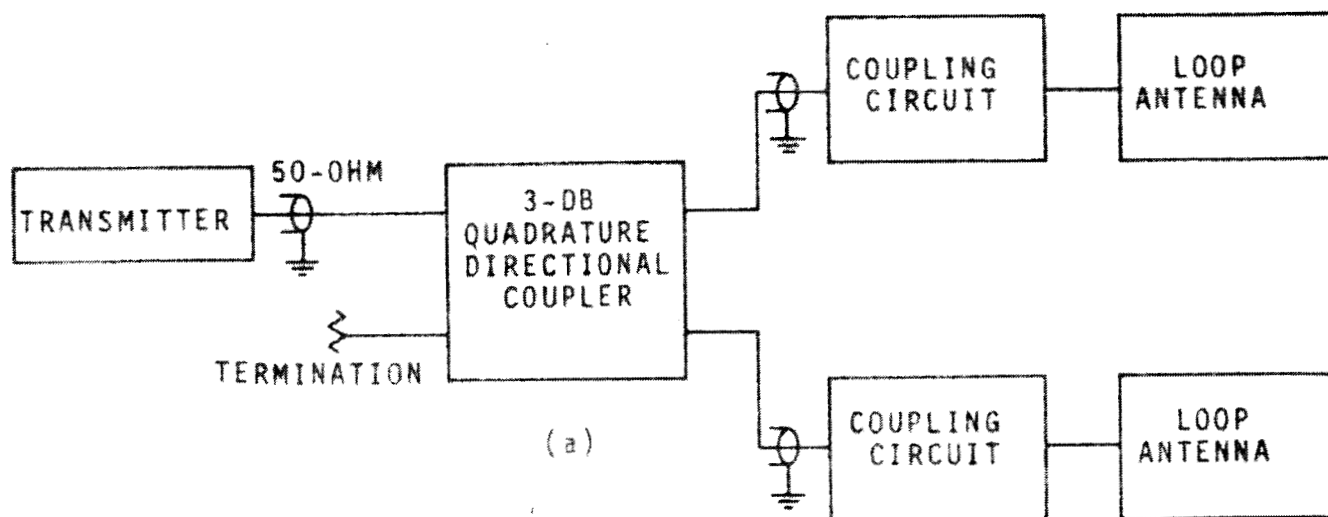 COUPLING
CIRCUIT
LOOP
ANTENNA
50-OHM
TRANSMITTER
3-DB
QUADRATURE
DIRECTIONAL
COUPLER
TERMINATION
(a)
COUPLING
CIRCUIT
LOOP
ANTENNA